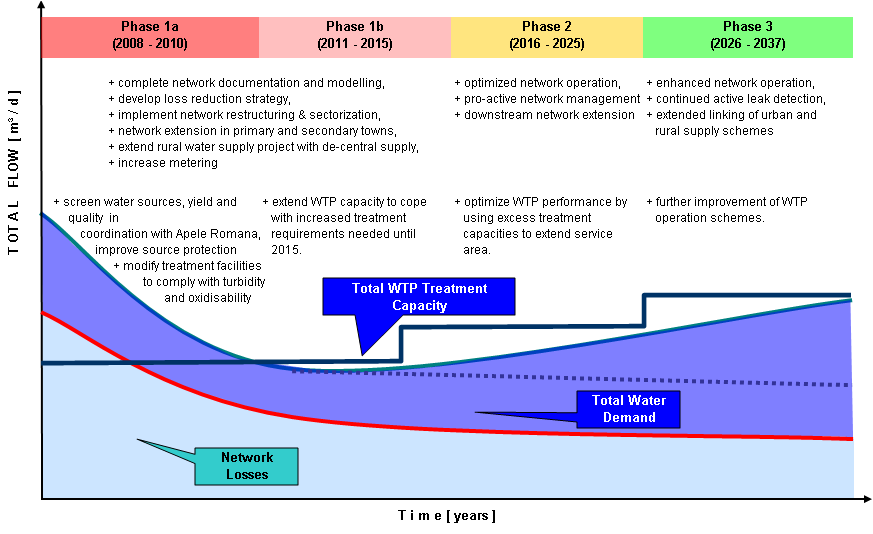 Phase 1a
(2008 - 2010)
Phase 1b
(2011 - 2015)
Phase 2
(2016 - 2025)
Phase 3
(2026 - 2037)
+ complete network documentation and modelling,
+ develop loss reduction strategy,
+ implement network restructuring & sectorization,
+ network extension in primary and secondary towns,
+ extend rural water supply project with de-central supply,
+ increase metering
+ optimized network operation,
+ pro-active network management
+ downstream network extension
+ enhanced network operation,
+ continued active leak detection,
+ extended linking of urban and
rural supply schemes
+ screen water sources, yield and
quality in
coordination with Apele Romana,
improve source protection
+ modify treatment facilities
to comply with turbidity
and oxidisability
+ extend WTP capacity to cope
with increased treatment
requirements needed until
2015.
+ optimize WTP performance by
using excess treatment
capacities to extend service
area.
+ further improvement of WTP
operation schemes.
Total WTP Treatment
Capacity
Total Water
Demand
Network
Losses
TOTAL FLOW [m³ / d]
Time [years]